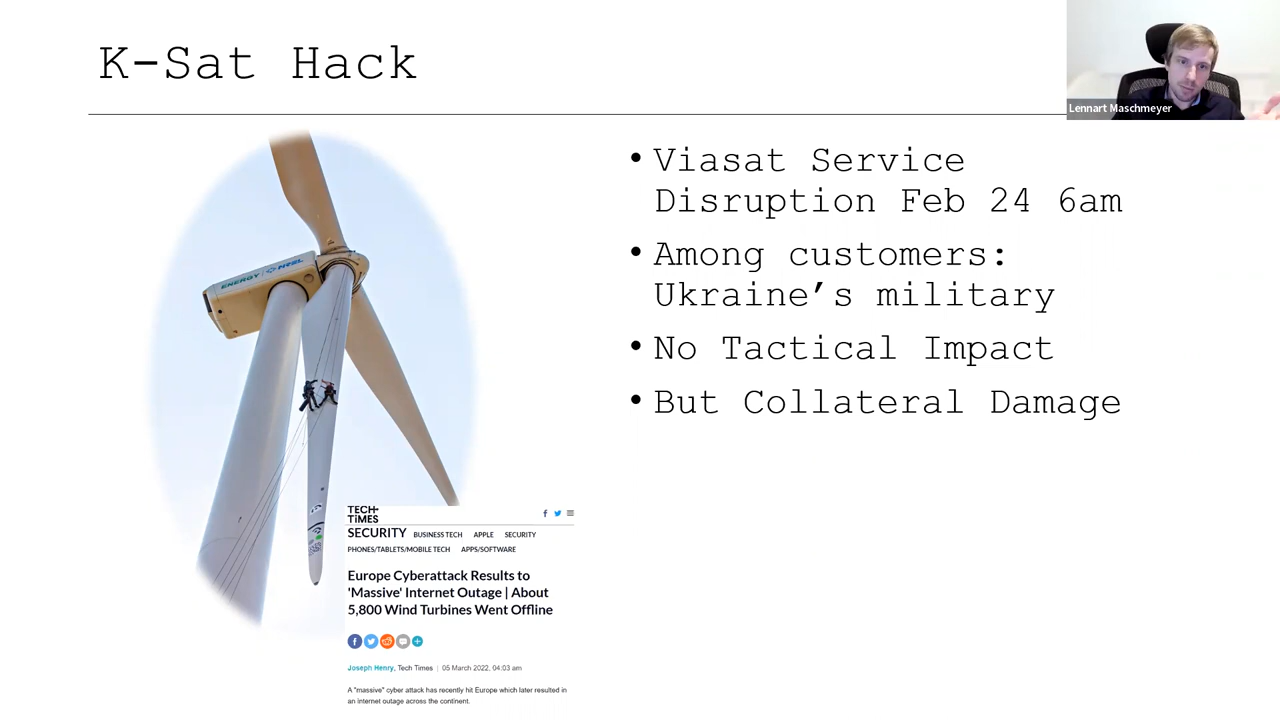 K-Sat Hack
Lennart Maschmeyer
• Viasat Service
Disruption Feb 24 6am
• Among customers:
Ukraine’s military
• No Tactical Impact
• But Collateral Damage
ENERGY
TECH
TIMES
SECURITY BUSINESS TECH APPLE SECURITY
PHONES/TABLETS/MOBILE TECH APPS/SOFTWARE
Europe Cyberattack Results to
'Massive' Internet Outage | About
5,800 Wind Turbines Went Offline
Joseph Henry, Tech Times | 05 March 2022, 04:03 am
A "massive" cyber attack has recently hit Europe which later resulted in
an internet outage across the continent.